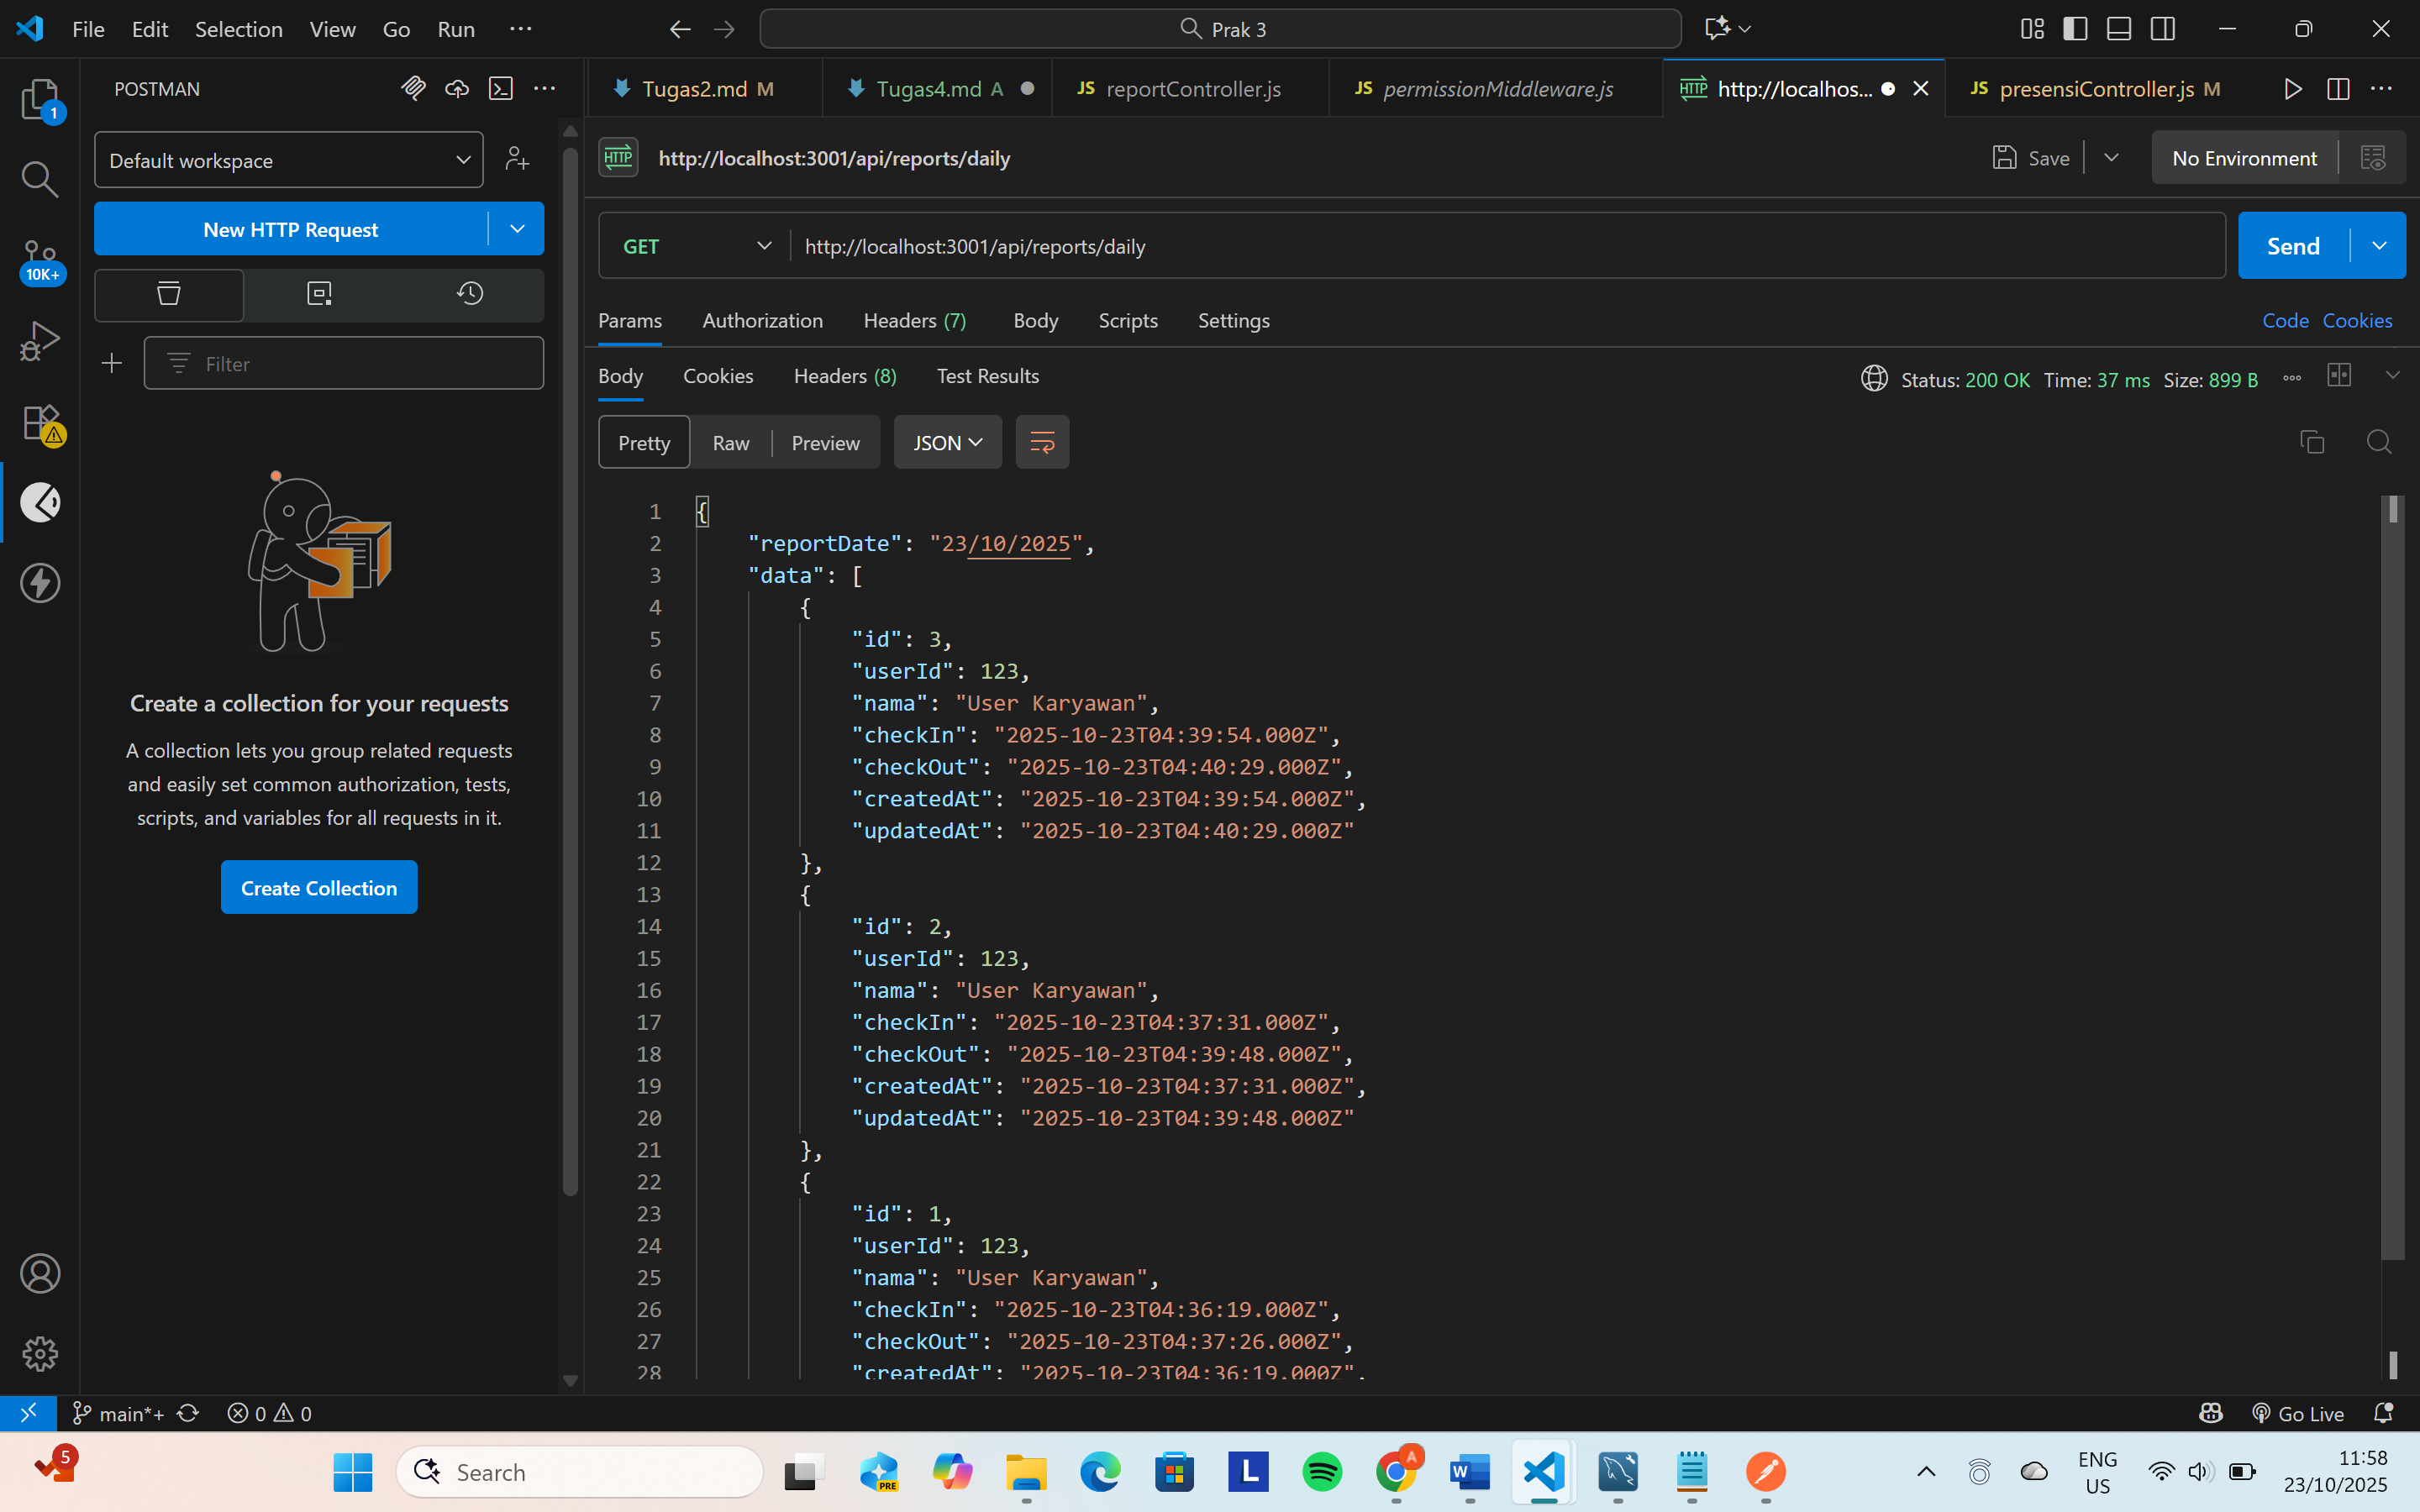 File Edit Selection View Go Run ···
Prak 3
POSTMAN
Tugas2.md M
Tugas4.md A
JS reportController.js
JS permissionMiddleware.js
HTTP http://localhos...
JS presensiController.js M
1
10K+
Default workspace
New HTTP Request
Filter
Create a collection for your requests
A collection lets you group related requests
and easily set common authorization, tests,
scripts, and variables for all requests in it.
Create Collection
HTTP http://localhost:3001/api/reports/daily
Save
No Environment
GET http://localhost:3001/api/reports/daily
Send
Params Authorization Headers (7) Body Scripts Settings
Code Cookies
Body Cookies Headers (8) Test Results
Status: 200 OK Time: 37 ms Size: 899 B
Pretty Raw Preview JSON
1 {
2 "reportDate": "23/10/2025",
3 "data": [
4 {
5 "id": 3,
6 "userId": 123,
7 "nama": "User Karyawan",
8 "checkIn": "2025-10-23T04:39:54.000Z",
9 "checkOut": "2025-10-23T04:40:29.000Z",
10 "createdAt": "2025-10-23T04:39:54.000Z",
11 "updatedAt": "2025-10-23T04:40:29.000Z"
12 },
13 {
14 "id": 2,
15 "userId": 123,
16 "nama": "User Karyawan",
17 "checkIn": "2025-10-23T04:37:31.000Z",
18 "checkOut": "2025-10-23T04:39:48.000Z",
19 "createdAt": "2025-10-23T04:37:31.000Z",
20 "updatedAt": "2025-10-23T04:39:48.000Z"
21 },
22 {
23 "id": 1,
24 "userId": 123,
25 "nama": "User Karyawan",
26 "checkIn": "2025-10-23T04:36:19.000Z",
27 "checkOut": "2025-10-23T04:37:26.000Z",
28 "createdAt": "2025-10-23T04:36:19.000Z",
main*+ 0 0
Go Live
5
Search
PRE
L
A
W
ENG
US
11:58
23/10/2025